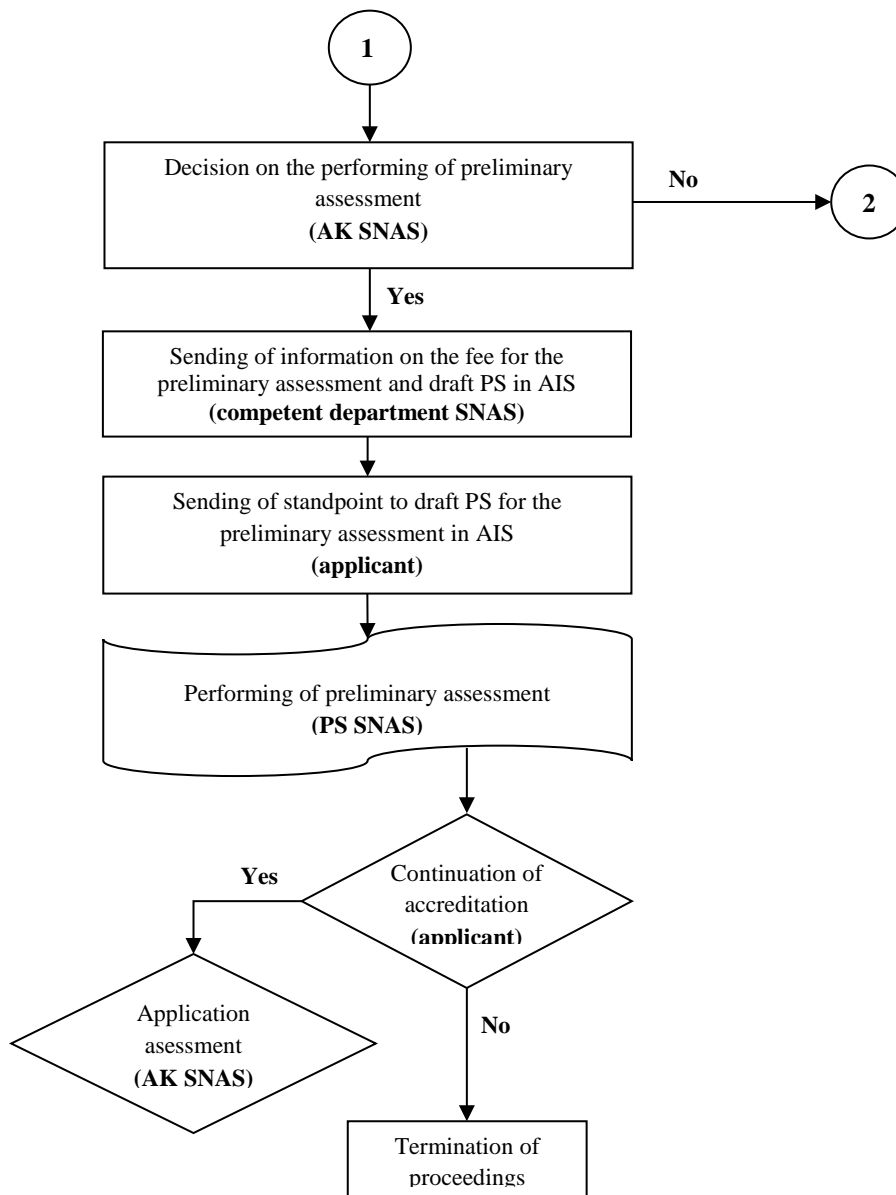 1
Decision on the performing of preliminary
assessment
(AK SNAS)
No
2
Yes
Sending of information on the fee for the
preliminary assessment and draft PS in AIS
(competent department SNAS)
Sending of standpoint to draft PS for the
preliminary assessment in AIS
(applicant)
Performing of preliminary assessment
(PS SNAS)
Yes
Continuation of
accreditation
(applicant)
Application
asessment
(AK SNAS)
No
Termination of
proceedings